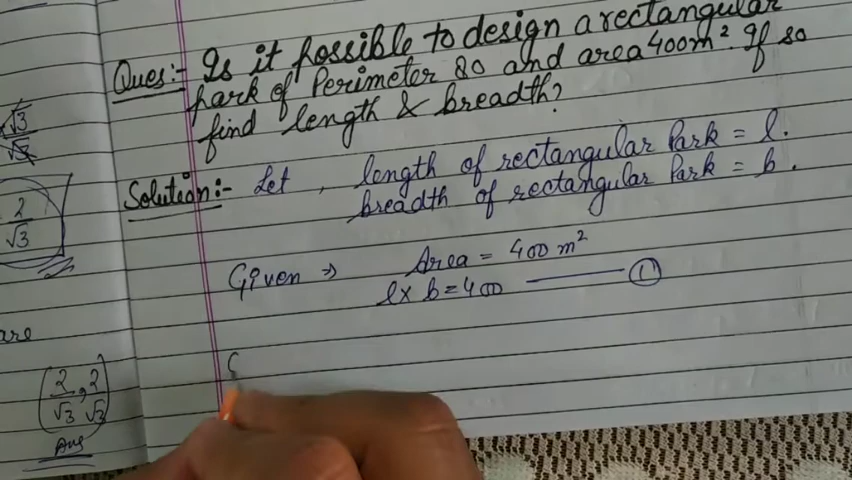 Ques:- Is it possible to design a rectangular
park of Perimeter 80 and area 400m². If so
find length & breadth?
Solution:- Let , length of rectangular Park = l.
breadth of rectangular Park = b.
Given ⇒ Area = 400 m²
l × b = 400 ——— ①
√3
√3
2
√3
are
(2/√3, 2/√3)
Ans